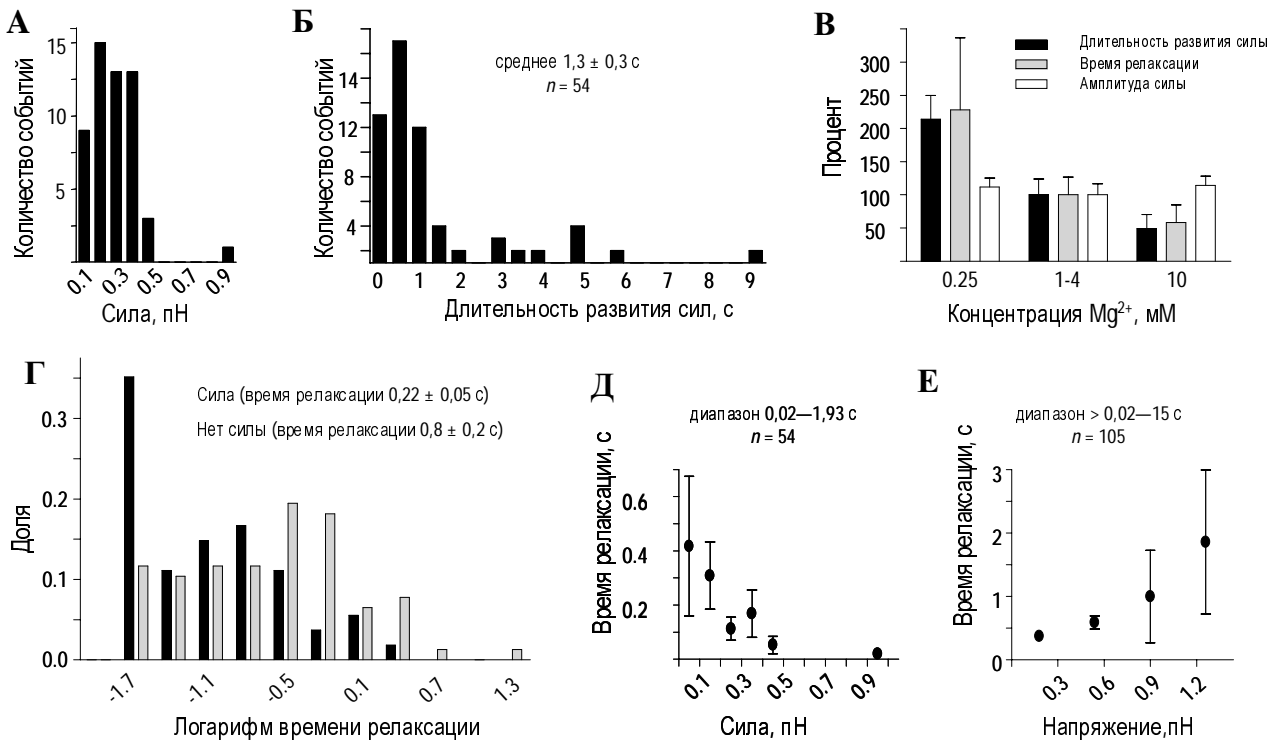 А
15
10
5
Количество событий
0.1
0.3
0.5
0.9
Сила, пН
Б
среднее 1,3 ± 0,3 с
n = 54
16
12
8
4
Количество событий
0
1
2
3
4
5
6
7
8
9
Длительность развития сил, с
В
Длительность развития силы
Время релаксации
Амплитуда силы
300
250
200
150
100
50
Процент
0.25
1-4
10
Концентрация Mg²⁺, мМ
Г
Сила (время релаксации 0,22 ± 0,05 с)
Нет силы (время релаксации 0,8 ± 0,2 с)
0.3
0.2
0.1
0.0
Доля
-1.7
-1.1
-0.5
0.1
0.7
1.3
Логарифм времени релаксации
Д
диапазон 0,02—1,93 с
n = 54
0.6
0.4
0.2
Время релаксации, с
0.1
0.3
0.5
0.7
0.9
Сила, пН
Е
диапазон > 0,02—15 с
n = 105
3
2
1
0
Время релаксации, с
0.3
0.6
0.9
1.2
Напряжение,пН